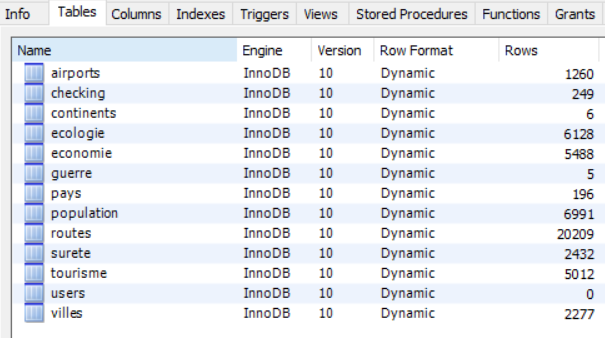 Info Tables Columns Indexes Triggers Views Stored Procedures Functions Grants
Name Engine Version Row Format Rows
airports InnoDB 10 Dynamic 1260
checking InnoDB 10 Dynamic 249
continents InnoDB 10 Dynamic 6
ecologie InnoDB 10 Dynamic 6128
economie InnoDB 10 Dynamic 5488
guerre InnoDB 10 Dynamic 5
pays InnoDB 10 Dynamic 196
population InnoDB 10 Dynamic 6991
routes InnoDB 10 Dynamic 20209
surete InnoDB 10 Dynamic 2432
tourisme InnoDB 10 Dynamic 5012
users InnoDB 10 Dynamic 0
villes InnoDB 10 Dynamic 2277